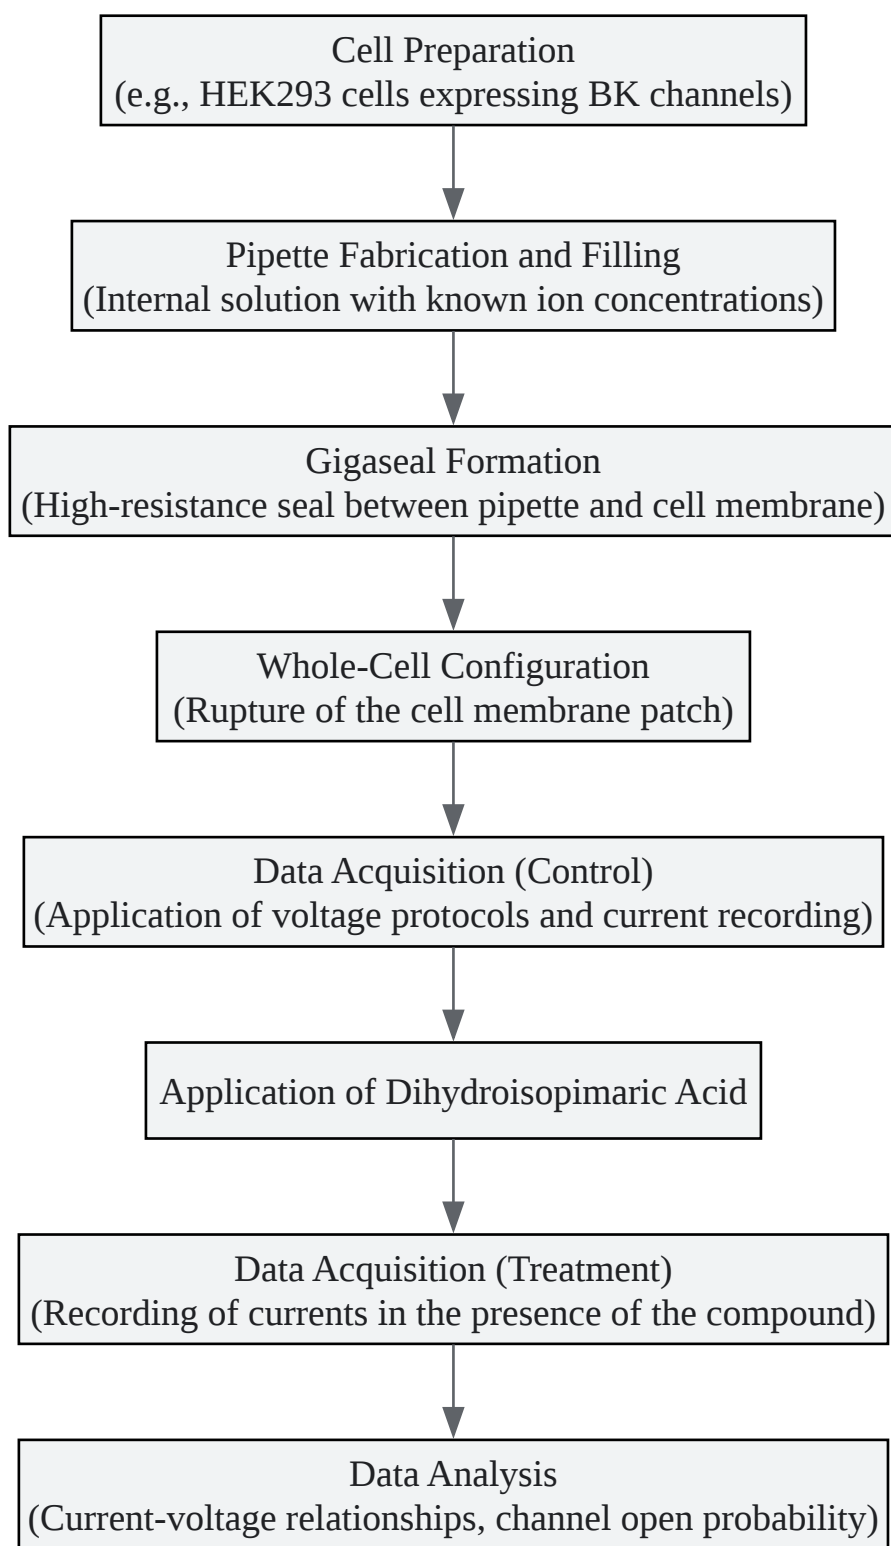 Cell Preparation
(e.g., HEK293 cells expressing BK channels)
Pipette Fabrication and Filling
(Internal solution with known ion concentrations)
Gigaseal Formation
(High-resistance seal between pipette and cell membrane)
Whole-Cell Configuration
(Rupture of the cell membrane patch)
Data Acquisition (Control)
(Application of voltage protocols and current recording)
Application of Dihydroisopimaric Acid
Data Acquisition (Treatment)
(Recording of currents in the presence of the compound)
Data Analysis
(Current-voltage relationships, channel open probability)